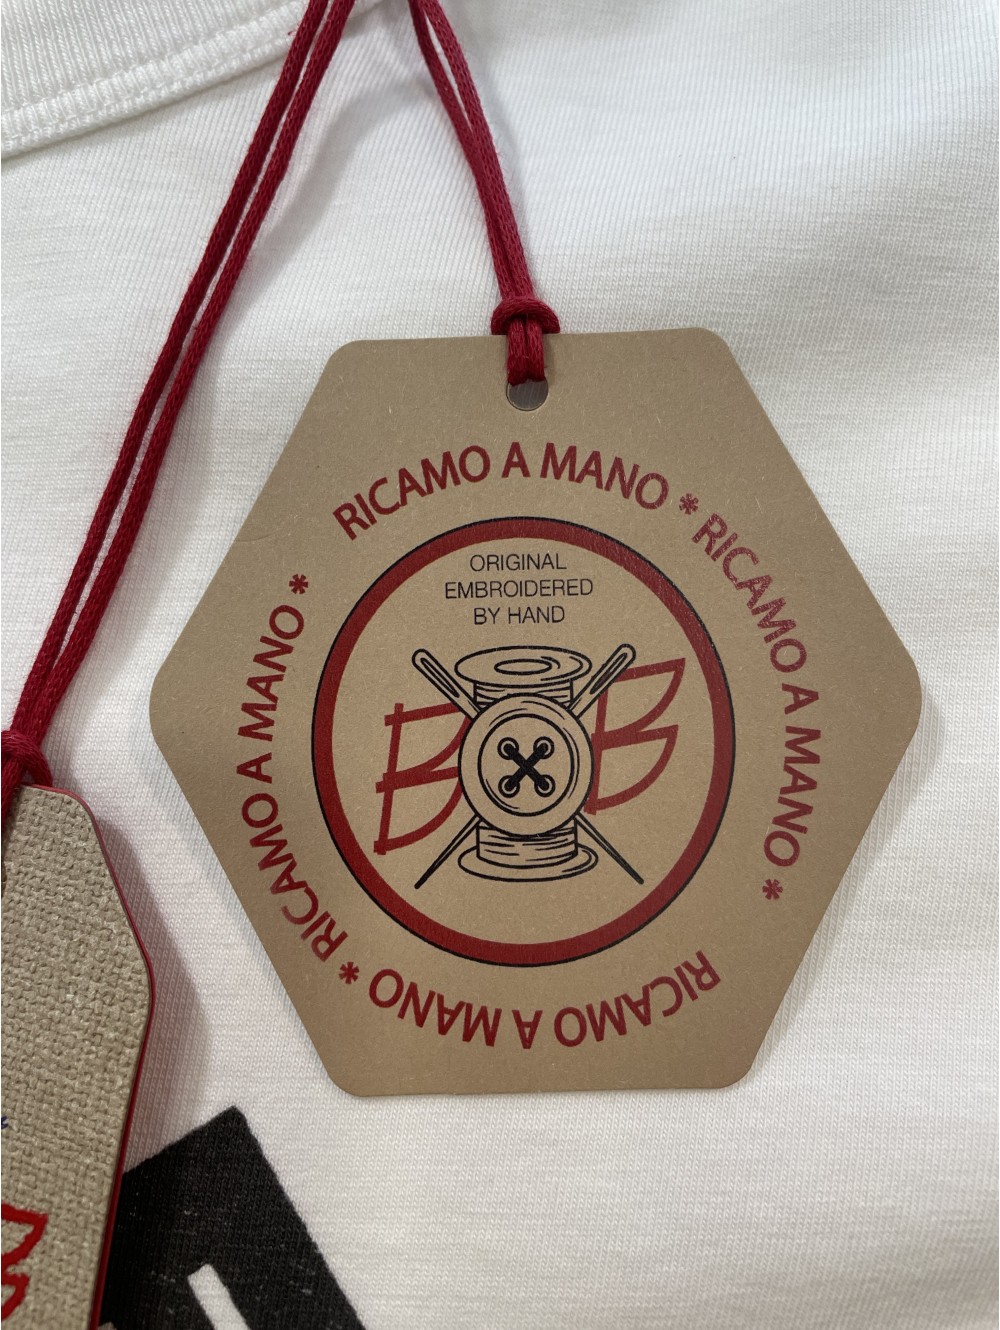 RICAMO A MANO * RICAMO A MANO *
RICAMO A MANO * RICAMO A MANO *
ORIGINAL
EMBROIDERED
BY HAND
B B